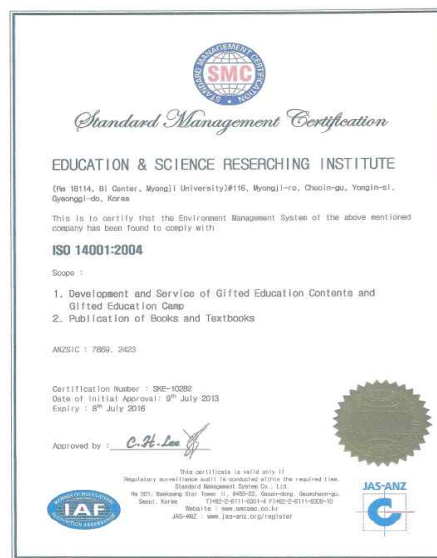 STANDARD MANAGEMENT CERTIFICATION
SMC
Standard Management Certification
EDUCATION & SCIENCE RESERCHING INSTITUTE
(Rm 18114, BI Center, Myongji University)#116, Myongji-ro, Cheoin-gu, Yongin-si,
Gyeonggi-do, Korea
This is to certify that the Environment Management System of the above mentioned
company has been found to comply with
ISO 14001:2004
Scope :
1. Development and Service of Gifted Education Contents and
Gifted Education Camp
2. Publication of Books and Textbooks
ANZSIC : 7869, 2423
Certification Number : SKE-10282
Date of Initial Approval: 9th July 2013
Expiry : 8th July 2016
Approved by : C.H.Lee
This certificate is valid only if
Regulatory surveillance audit is conducted within the required time.
Standard Management System Co., Ltd.
Seoul, Korea
JAS-ANZ : www.jas-anz.org/register
IAF
JAS-ANZ